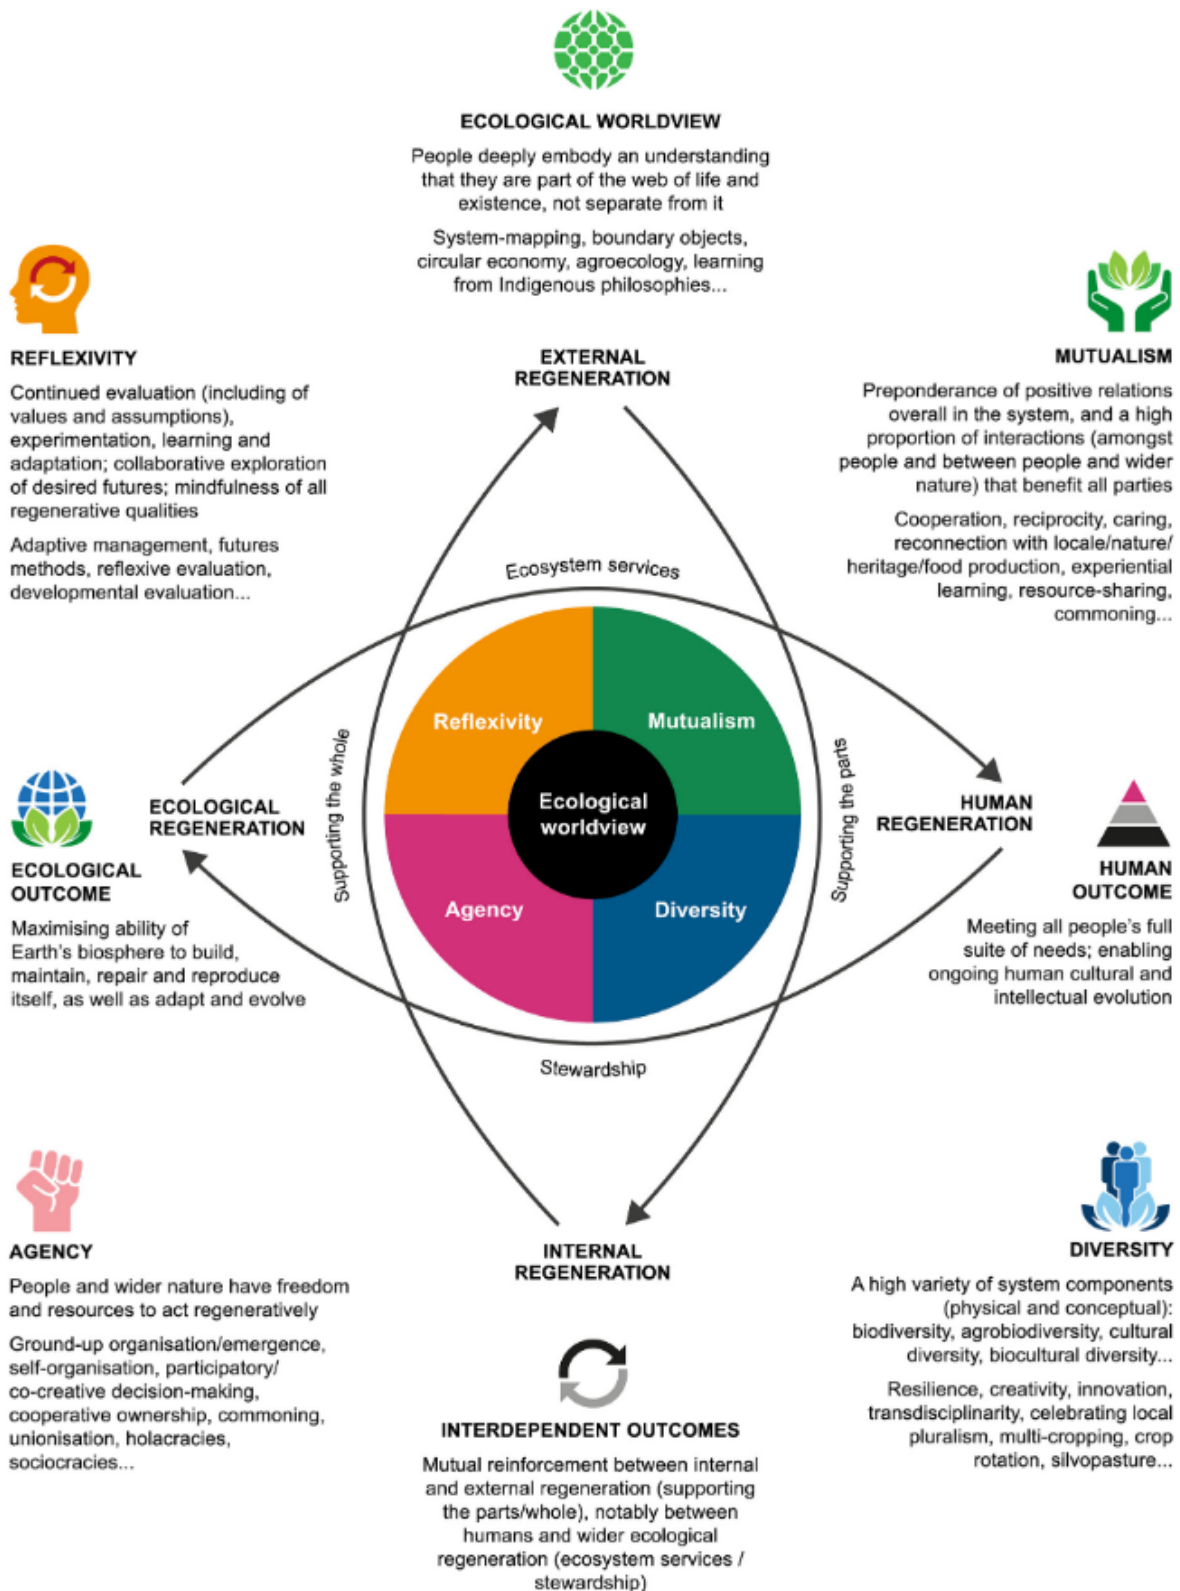 ECOLOGICAL WORLDVIEW
People deeply embody an understanding
that they are part of the web of life and
existence, not separate from it
System-mapping, boundary objects,
circular economy, agroecology, learning
from Indigenous philosophies...
REFLEXIVITY
Continued evaluation (including of
values and assumptions),
experimentation, learning and
adaptation; collaborative exploration
of desired futures; mindfulness of all
regenerative qualities
Adaptive management, futures
methods, reflexive evaluation,
developmental evaluation...
EXTERNAL
REGENERATION
MUTUALISM
Preponderance of positive relations
overall in the system, and a high
proportion of interactions (amongst
people and between people and wider
nature) that benefit all parties
Cooperation, reciprocity, caring,
reconnection with locale/nature/
heritage/food production, experiential
learning, resource-sharing,
commoning...
Ecosystem services
Supporting the whole
Supporting the parts
Reflexivity
Mutualism
Ecological
worldview
Agency
Diversity
Stewardship
ECOLOGICAL
REGENERATION
ECOLOGICAL
OUTCOME
Maximising ability of
Earth's biosphere to build,
maintain, repair and reproduce
itself, as well as adapt and evolve
HUMAN
REGENERATION
HUMAN
OUTCOME
Meeting all people's full
suite of needs; enabling
ongoing human cultural and
intellectual evolution
AGENCY
People and wider nature have freedom
and resources to act regeneratively
Ground-up organisation/emergence,
self-organisation, participatory/
co-creative decision-making,
cooperative ownership, commoning,
unionisation, holacracies,
sociocracies...
INTERNAL
REGENERATION
INTERDEPENDENT OUTCOMES
Mutual reinforcement between internal
and external regeneration (supporting
the parts/whole), notably between
humans and wider ecological
regeneration (ecosystem services /
stewardship)
DIVERSITY
A high variety of system components
(physical and conceptual):
biodiversity, agrobiodiversity, cultural
diversity, biocultural diversity...
Resilience, creativity, innovation,
transdisciplinarity, celebrating local
pluralism, multi-cropping, crop
rotation, silvopasture...